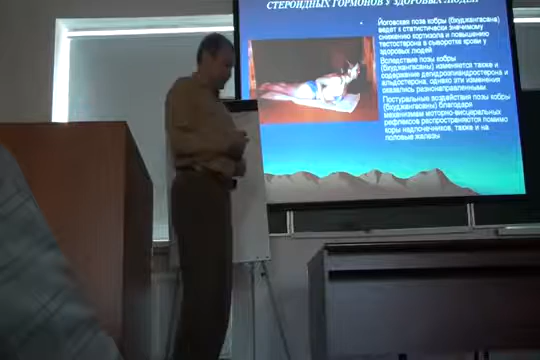 СТЕРОИДНЫХ ГОРМОНОВ У ЗДОРОВЫХ ЛЮДЕЙ
Йоговская поза кобры
(бхуджангасана)
ведет к статистически значимому
снижению кортизола и повышению
тестостерона в сыворотке крови у
здоровых людей
Вследствие позы кобры
(бхуджангасаны) изменяется также и
содержание дегидроэпиандростерона и
альдостерона, однако эти изменения
оказались разнонаправленными.
Постуральные воздействия позы кобры
(бхуджангасаны) благодаря
механизмам моторно-висцеральных
рефлексов распространяются помимо
коры надпочечников, также и на
половые железы